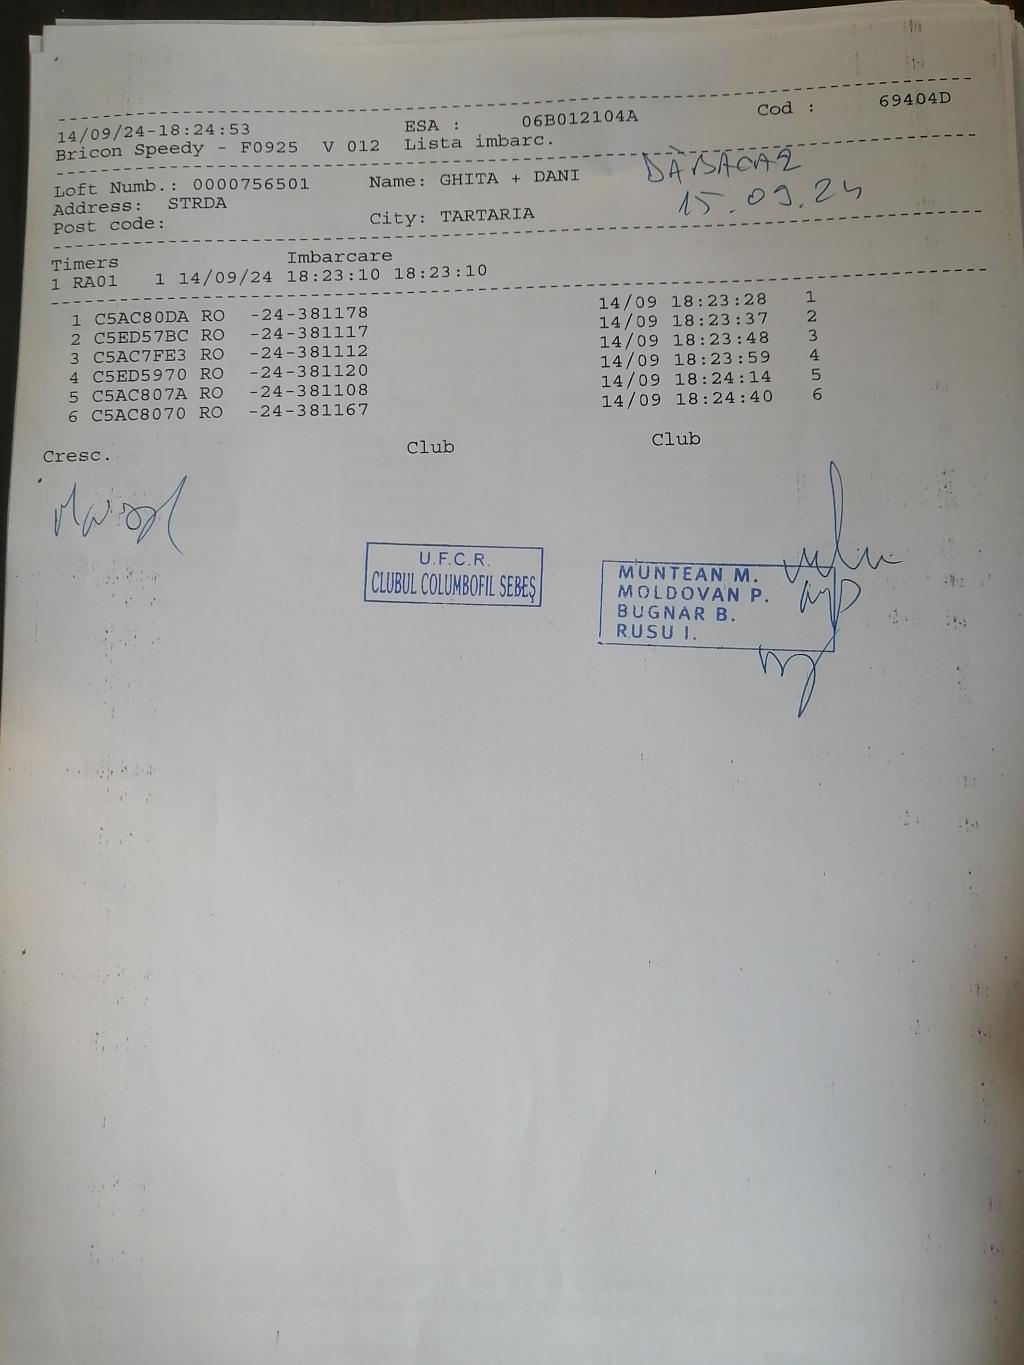 14/09/24-18:24:53 ESA : 06B012104A Cod : 69404D
Bricon Speedy - F0925 V 012 Lista imbarc.
Loft Numb.: 0000756501 Name: GHITA + DANI
Address: STRDA
Post code: City: TARTARIA
15.09.24
Timers Imbarcare
1 RA01 1 14/09/24 18:23:10 18:23:10
1 C5AC80DA RO -24-381178 14/09 18:23:28 1
2 C5ED57BC RO -24-381117 14/09 18:23:37 2
3 C5AC7FE3 RO -24-381112 14/09 18:23:48 3
4 C5ED5970 RO -24-381120 14/09 18:23:59 4
5 C5AC807A RO -24-381108 14/09 18:24:14 5
6 C5AC8070 RO -24-381167 14/09 18:24:40 6
Cresc. Club Club
U.F.C.R.
CLUBUL COLUMBOFIL SEBEŞ
MUNTEAN M.
MOLDOVAN P.
BUGNAR B.
RUSU I.